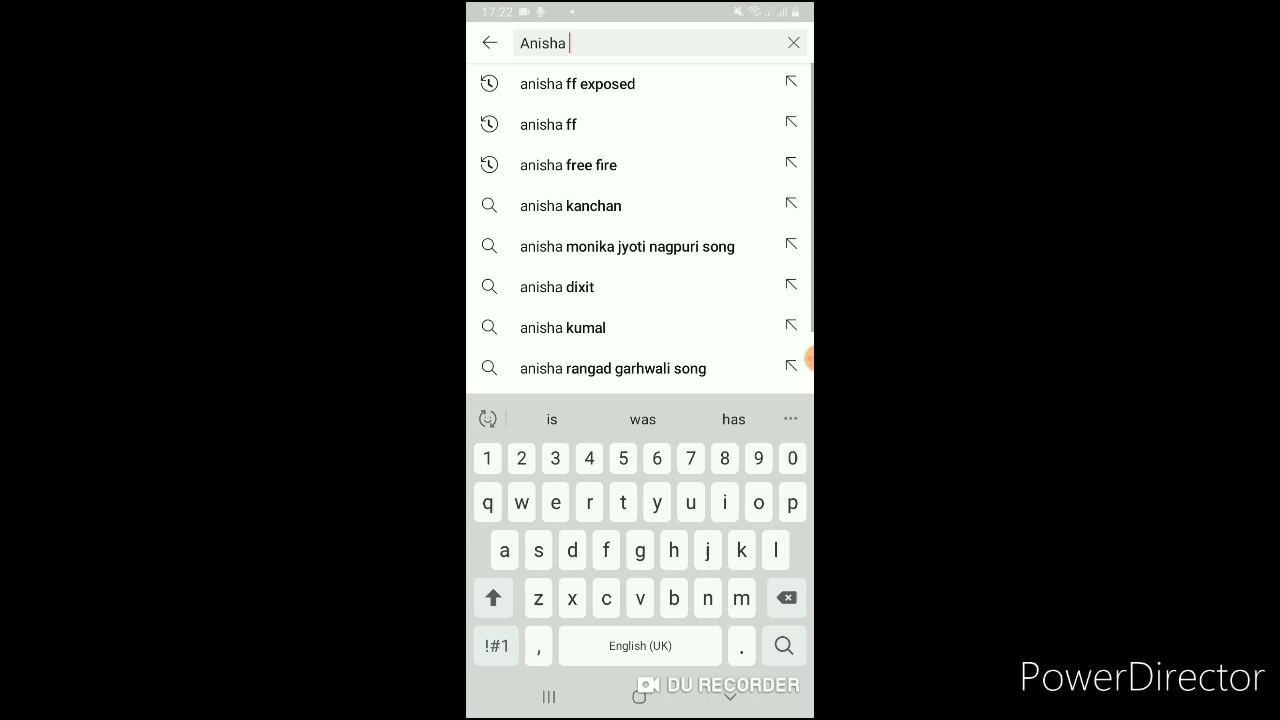 17:22
Anisha
anisha ff exposed
anisha ff
anisha free fire
anisha kanchan
anisha monika jyoti nagpuri song
anisha dixit
anisha kumal
anisha rangad garhwali song
is was has
1 2 3 4 5 6 7 8 9 0
q w e r t y u i o p
a s d f g h j k l
z x c v b n m
!#1 , English (UK) .
DU RECORDER
PowerDirector